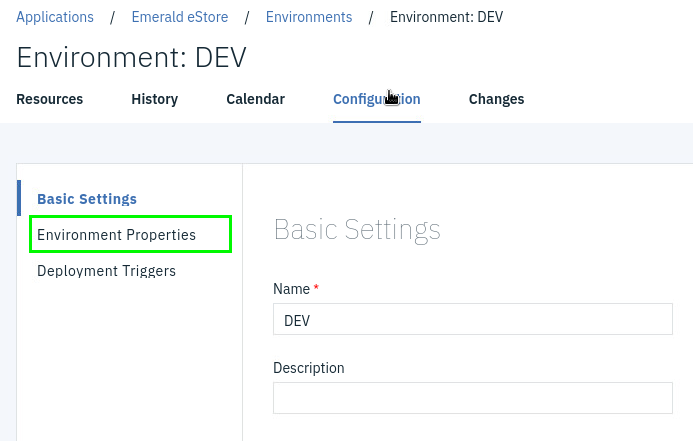 Applications / Emerald eStore / Environments / Environment: DEV
Environment: DEV
Resources History Calendar Configuration Changes
Basic Settings
Environment Properties
Deployment Triggers
Basic Settings
Name *
DEV
Description